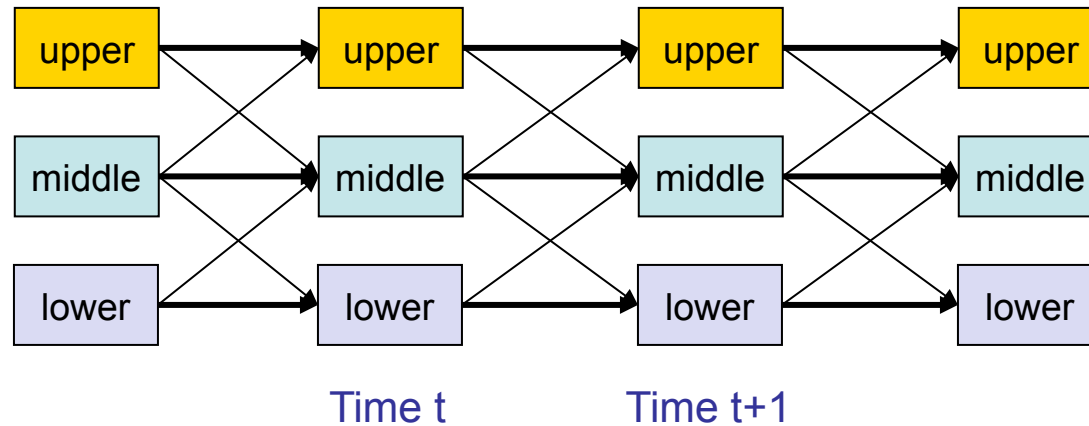 upper upper upper upper
middle middle middle middle
lower lower lower lower
Time t Time t+1